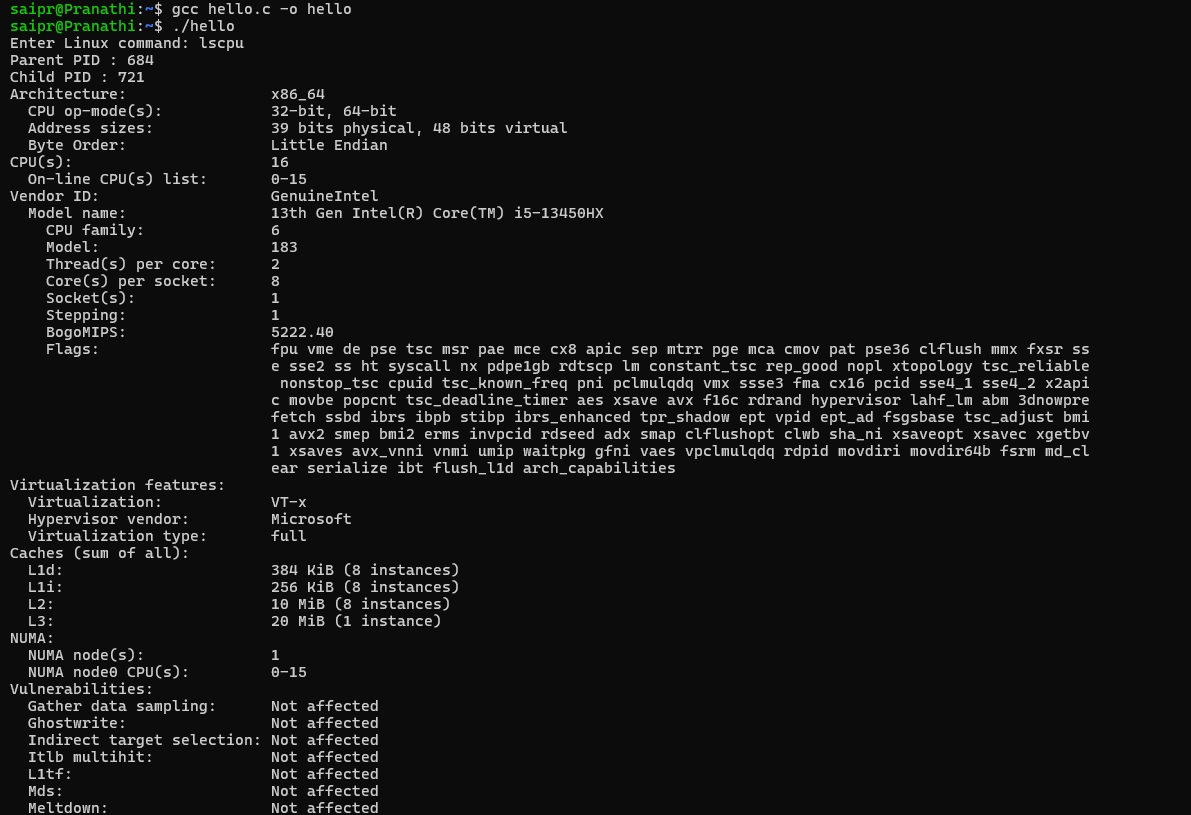 saipr@Pranathi:~$ gcc hello.c -o hello
saipr@Pranathi:~$ ./hello
Enter Linux command: lscpu
Parent PID : 684
Child PID : 721
Architecture:                x86_64
  CPU op-mode(s):            32-bit, 64-bit
  Address sizes:             39 bits physical, 48 bits virtual
  Byte Order:                Little Endian
CPU(s):                      16
  On-line CPU(s) list:       0-15
Vendor ID:                   GenuineIntel
  Model name:                13th Gen Intel(R) Core(TM) i5-13450HX
    CPU family:              6
    Model:                   183
    Thread(s) per core:      2
    Core(s) per socket:      8
    Socket(s):               1
    Stepping:                1
    BogoMIPS:                5222.40
    Flags:                   fpu vme de pse tsc msr pae mce cx8 apic sep mtrr pge mca cmov pat pse36 clflush mmx fxsr ss
                             e sse2 ss ht syscall nx pdpe1gb rdtscp lm constant_tsc rep_good nopl xtopology tsc_reliable
                              nonstop_tsc cpuid tsc_known_freq pni pclmulqdq vmx ssse3 fma cx16 pcid sse4_1 sse4_2 x2api
                             c movbe popcnt tsc_deadline_timer aes xsave avx f16c rdrand hypervisor lahf_lm abm 3dnowpre
                             fetch ssbd ibrs ibpb stibp ibrs_enhanced tpr_shadow ept vpid ept_ad fsgsbase tsc_adjust bmi
                             1 avx2 smep bmi2 erms invpcid rdseed adx smap clflushopt clwb sha_ni xsaveopt xsavec xgetbv
                             1 xsaves avx_vnni vnmi umip waitpkg gfni vaes vpclmulqdq rdpid movdiri movdir64b fsrm md_cl
                             ear serialize ibt flush_l1d arch_capabilities
Virtualization features:
  Virtualization:            VT-x
  Hypervisor vendor:         Microsoft
  Virtualization type:       full
Caches (sum of all):
  L1d:                       384 KiB (8 instances)
  L1i:                       256 KiB (8 instances)
  L2:                        10 MiB (8 instances)
  L3:                        20 MiB (1 instance)
NUMA:
  NUMA node(s):              1
  NUMA node0 CPU(s):         0-15
Vulnerabilities:
  Gather data sampling:      Not affected
  Ghostwrite:                Not affected
  Indirect target selection: Not affected
  Itlb multihit:             Not affected
  L1tf:                      Not affected
  Mds:                       Not affected
  Meltdown:                  Not affected